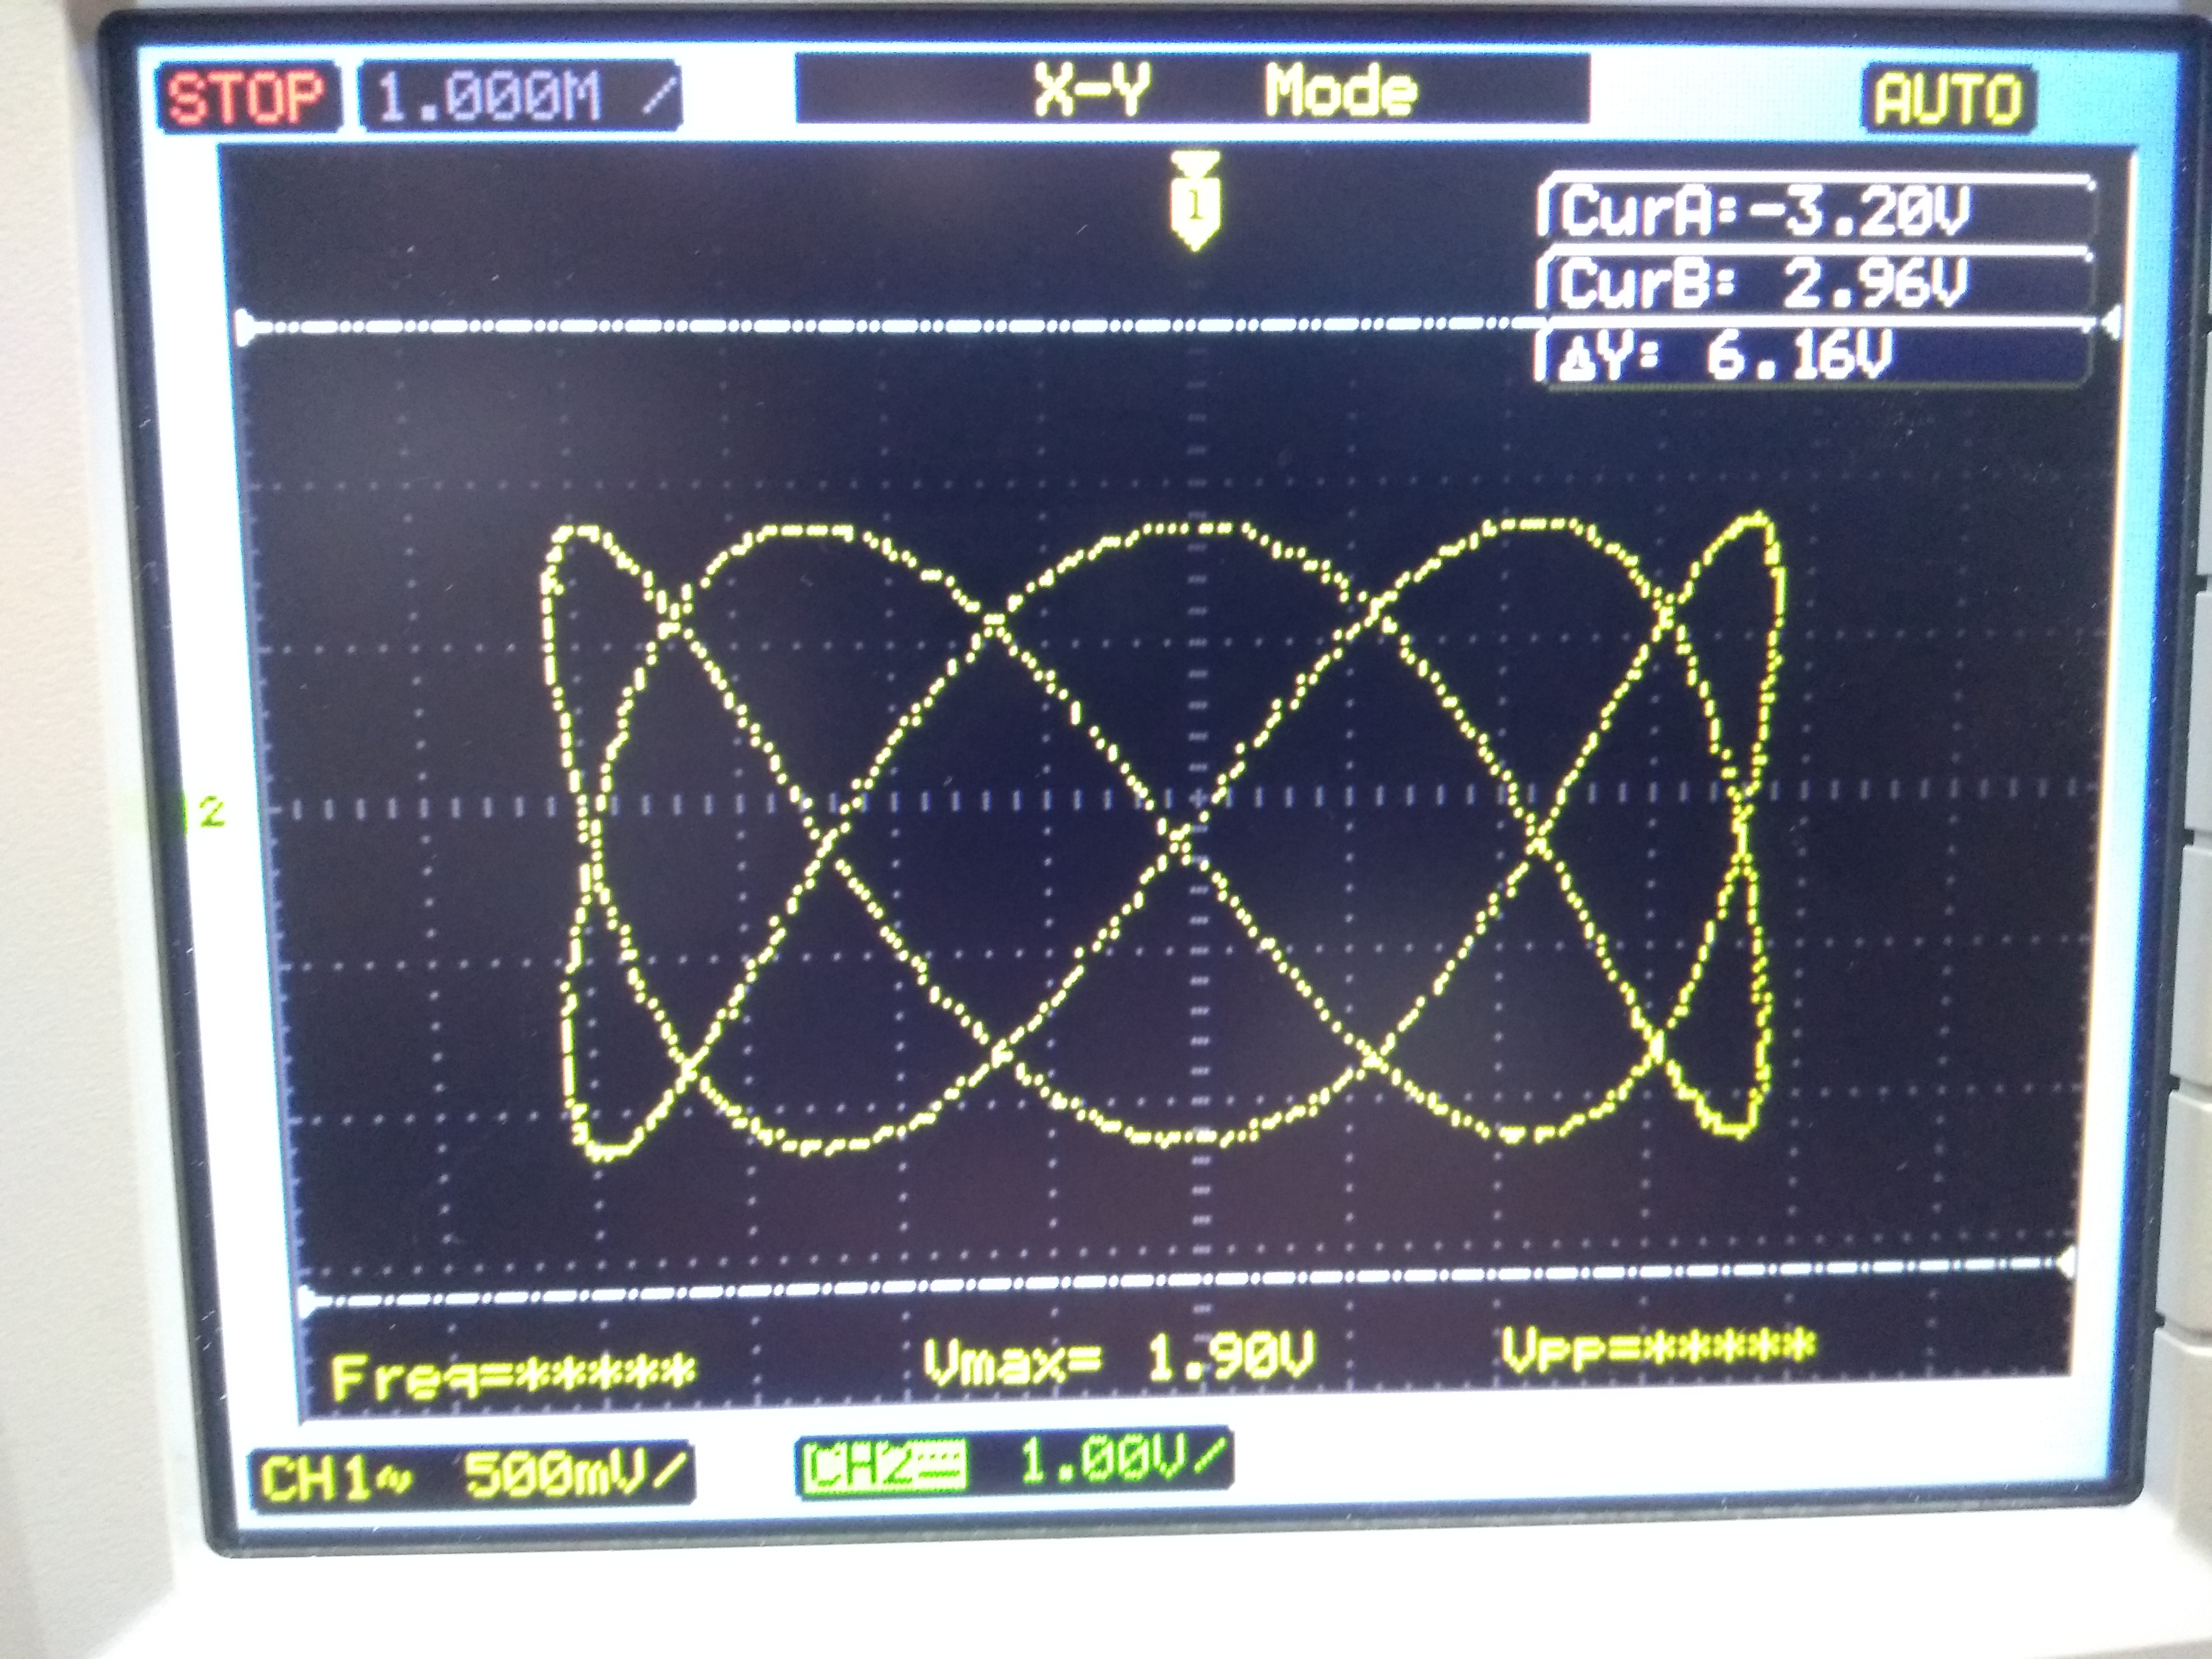 STOP 1.000M / X-Y Mode AUTO
1
CurA:-3.20V
CurB: 2.96V
ΔY: 6.16V
2
Freq=***** Vmax= 1.90V Vpp=*****
CH1~ 500mV/ CH2⎓ 1.00V/